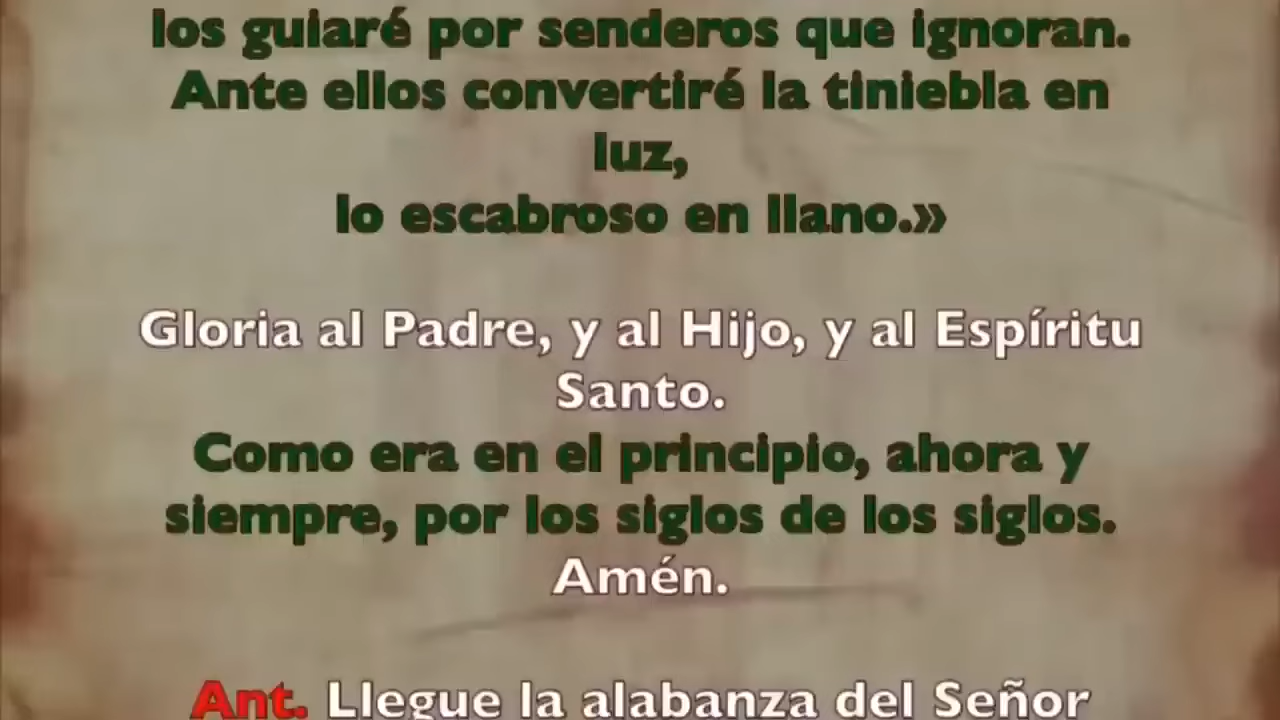 los guiaré por senderos que ignoran.
Ante ellos convertiré la tiniebla en
luz,
lo escabroso en llano.»
Gloria al Padre, y al Hijo, y al Espíritu
Santo.
Como era en el principio, ahora y
siempre, por los siglos de los siglos.
Amén.
Ant. Llegue la alabanza del Señor